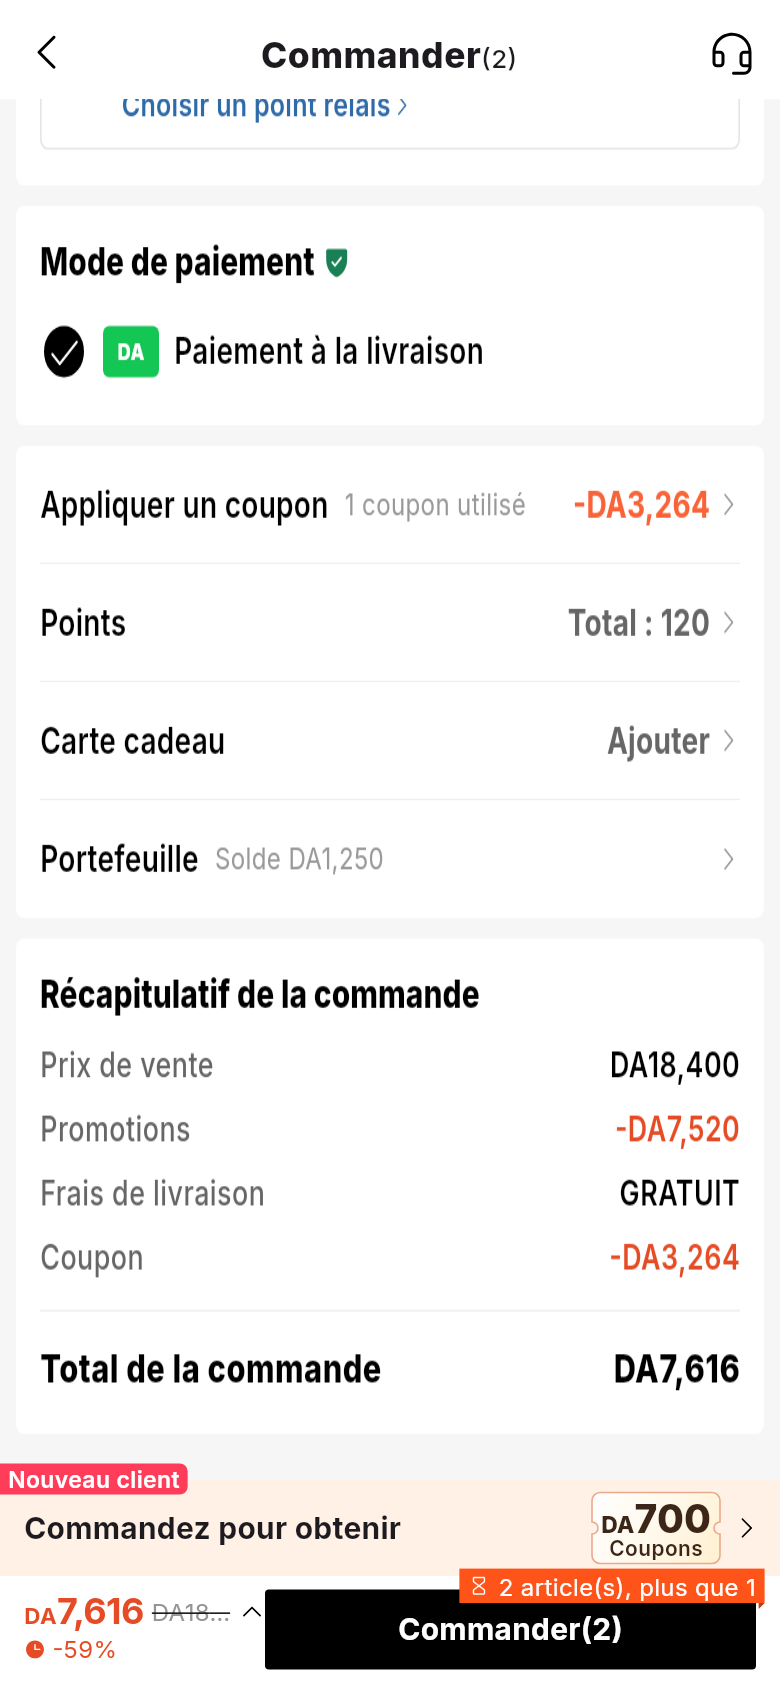 Commander(2)
Choisir un point relais
Mode de paiement
DA Paiement à la livraison
Appliquer un coupon 1 coupon utilisé -DA3,264
Points Total : 120
Carte cadeau Ajouter
Portefeuille Solde DA1,250
Récapitulatif de la commande
Prix de vente DA18,400
Promotions -DA7,520
Frais de livraison GRATUIT
Coupon -DA3,264
Total de la commande DA7,616
Nouveau client
Commandez pour obtenir DA700
Coupons
2 article(s), plus que 1
DA7,616 DA18...
-59%
Commander(2)